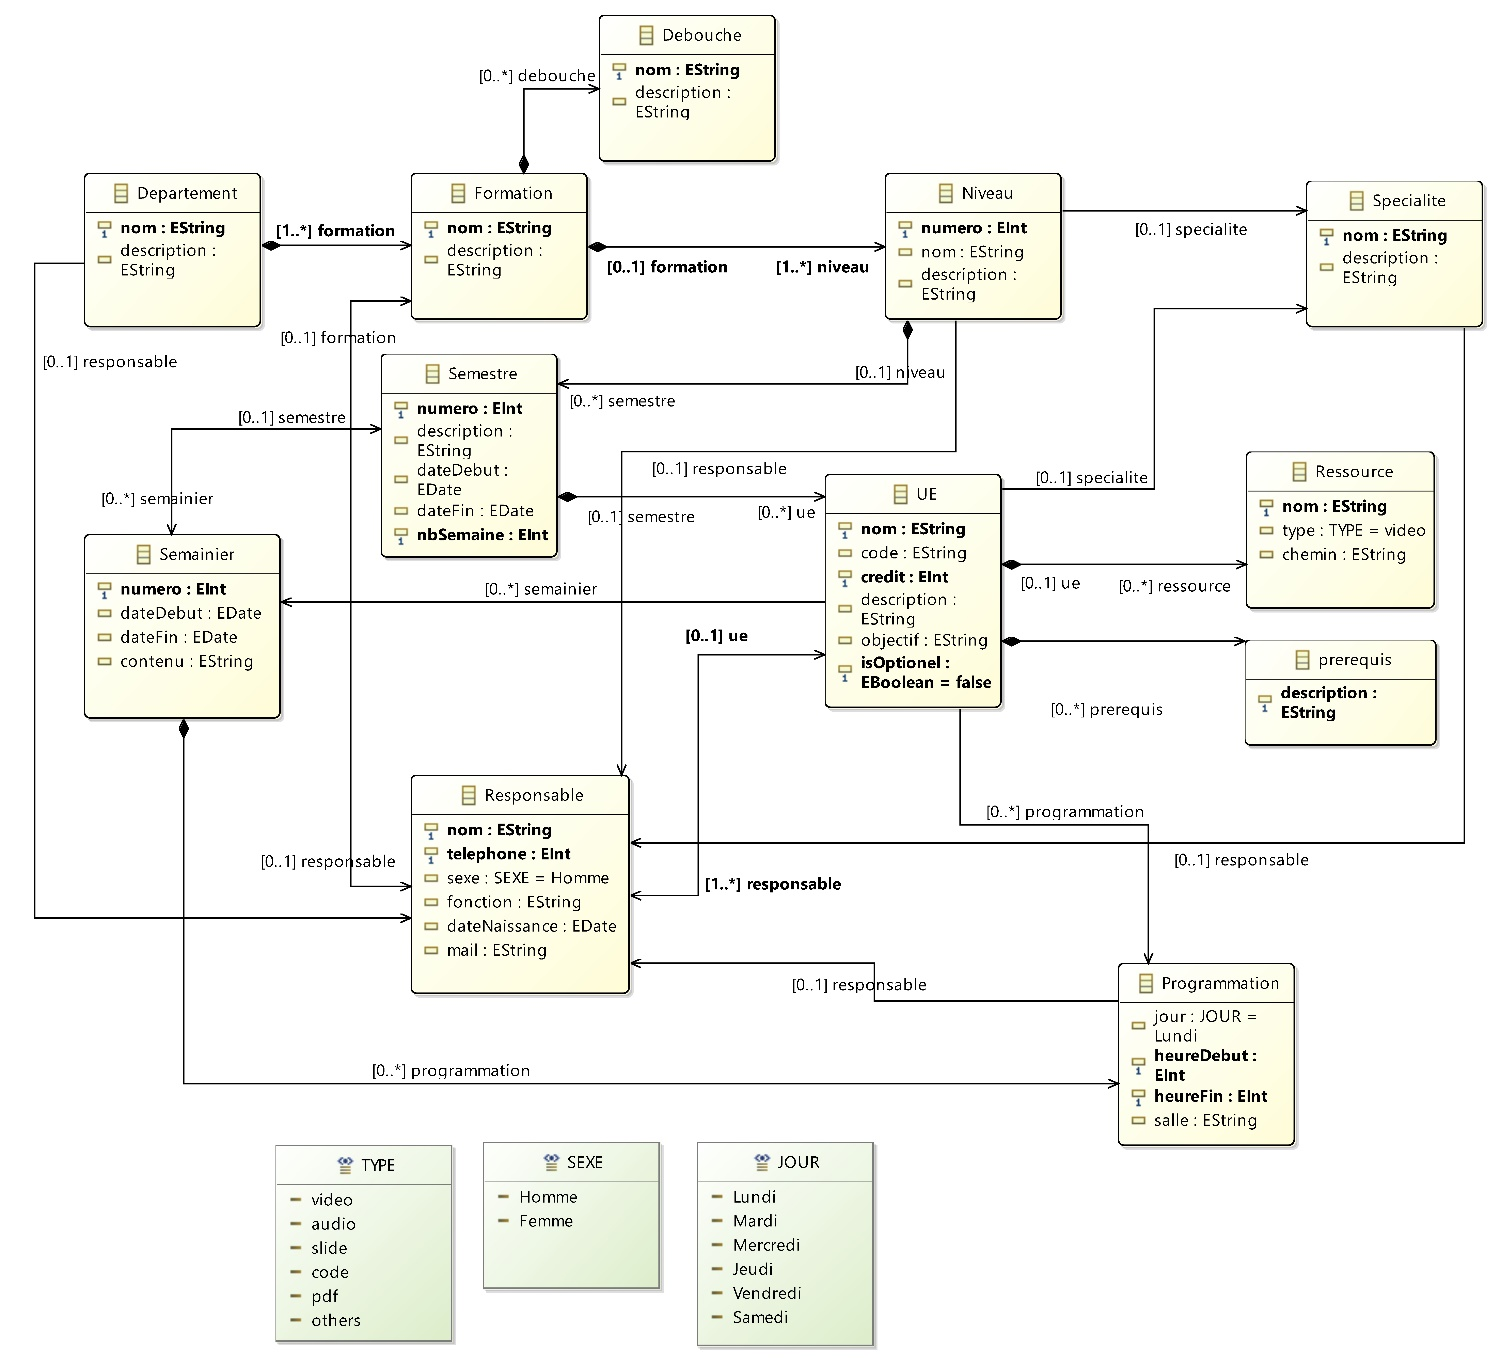 Debouche
nom : EString
description :
EString
[0..*] debouche
Departement
nom : EString
description :
EString
[1..*] formation
Formation
nom : EString
description :
EString
[0..1] formation
[1..*] niveau
Niveau
numero : EInt
nom : EString
description :
EString
[0..1] specialite
Specialite
nom : EString
description :
EString
[0..1] responsable
[0..1] formation
Semestre
numero : EInt
description :
EString
dateDebut :
EDate
dateFin : EDate
nbSemaine : EInt
[0..1] niveau
[0..*] semestre
[0..1] semestre
[0..*] semainier
[0..1] responsable
[0..1] specialite
[0..1] semestre
[0..*] ue
UE
nom : EString
code : EString
credit : EInt
description :
EString
objectif : EString
isOptionel :
EBoolean = false
Ressource
nom : EString
type : TYPE = video
chemin : EString
[0..1] ue
[0..*] ressource
Semainier
numero : EInt
dateDebut : EDate
dateFin : EDate
contenu : EString
[0..*] semainier
[0..1] ue
prerequis
description :
EString
[0..*] prerequis
Responsable
nom : EString
telephone : EInt
sexe : SEXE = Homme
fonction : EString
dateNaissance : EDate
mail : EString
[0..1] responsable
[1..*] responsable
[0..*] programmation
[0..1] responsable
[0..1] responsable
Programmation
jour : JOUR =
Lundi
heureDebut :
EInt
heureFin : EInt
salle : EString
[0..*] programmation
TYPE
video
audio
slide
code
pdf
others
SEXE
Homme
Femme
JOUR
Lundi
Mardi
Mercredi
Jeudi
Vendredi
Samedi